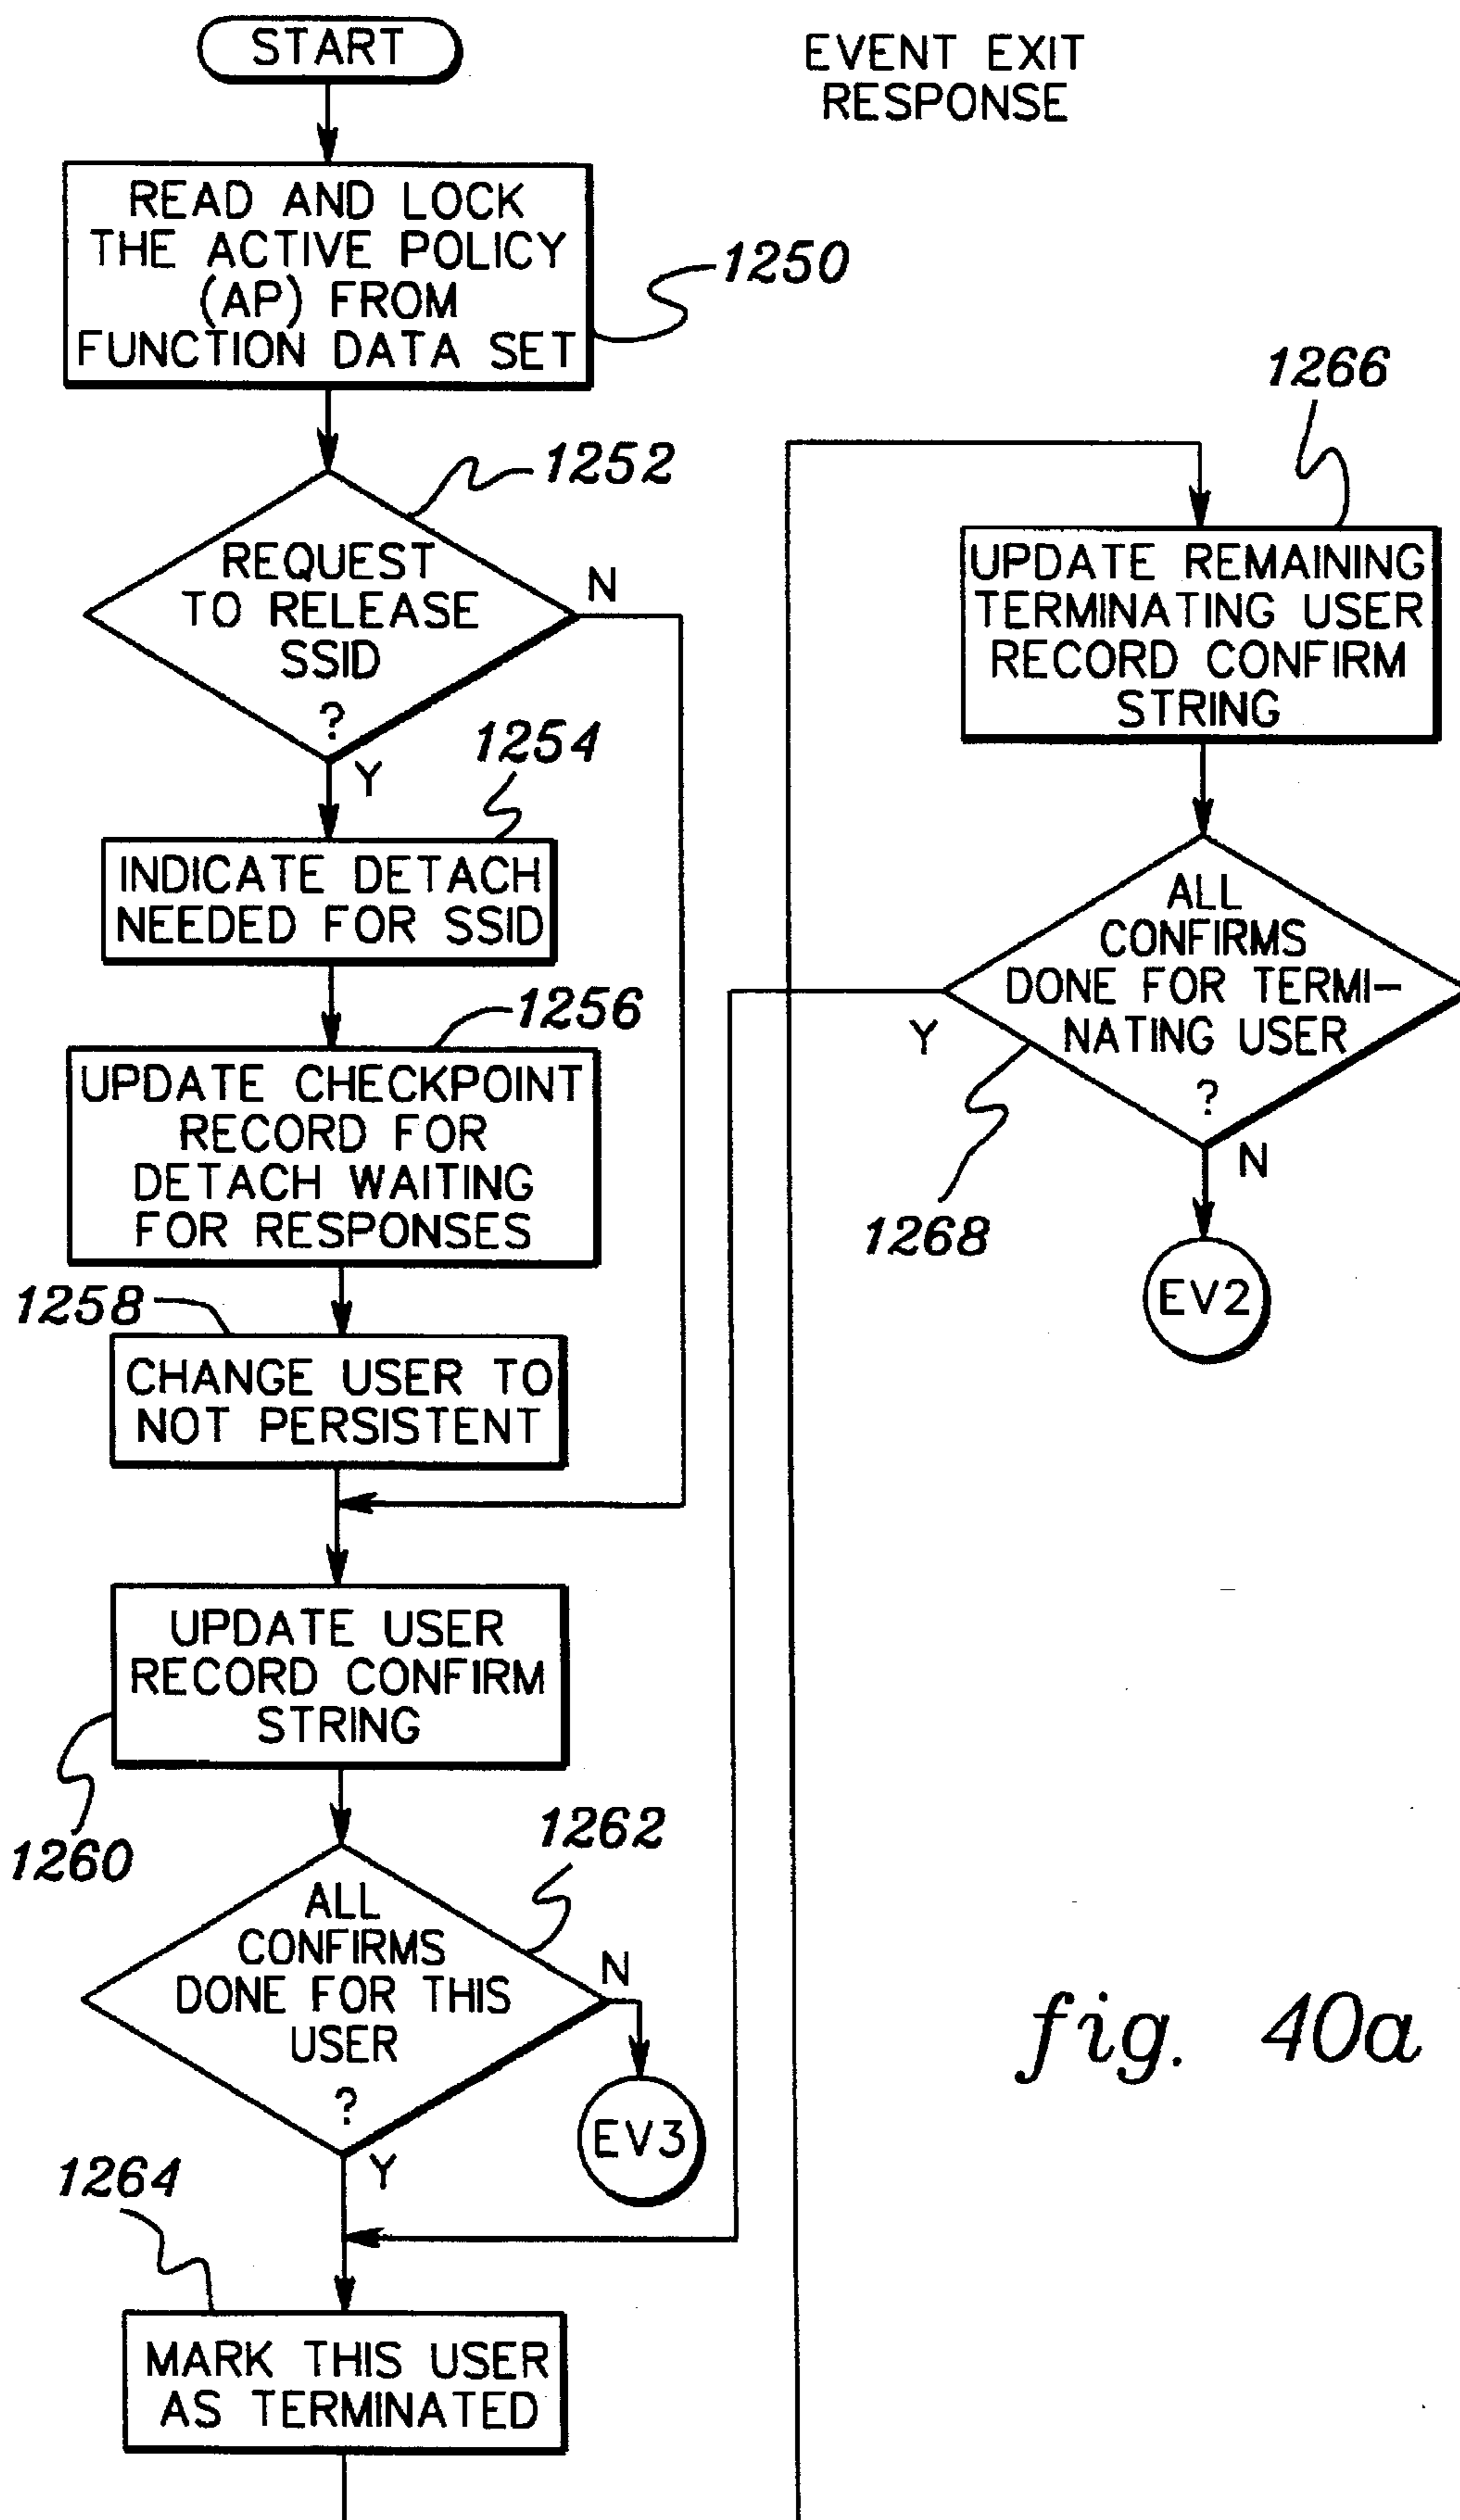 START
EVENT EXIT
RESPONSE
READ AND LOCK
THE ACTIVE POLICY
(AP) FROM
FUNCTION DATA SET
1250
1252
REQUEST
TO RELEASE
SSID
?
N
Y
1254
INDICATE DETACH
NEEDED FOR SSID
1256
UPDATE CHECKPOINT
RECORD FOR
DETACH WAITING
FOR RESPONSES
1258
CHANGE USER TO
NOT PERSISTENT
UPDATE USER
RECORD CONFIRM
STRING
1260
1262
ALL
CONFIRMS
DONE FOR THIS
USER
?
N
EV3
Y
1264
MARK THIS USER
AS TERMINATED
1266
UPDATE REMAINING
TERMINATING USER
RECORD CONFIRM
STRING
ALL
CONFIRMS
DONE FOR TERMI-
NATING USER
?
Y
N
1268
EV2
fig. 40a